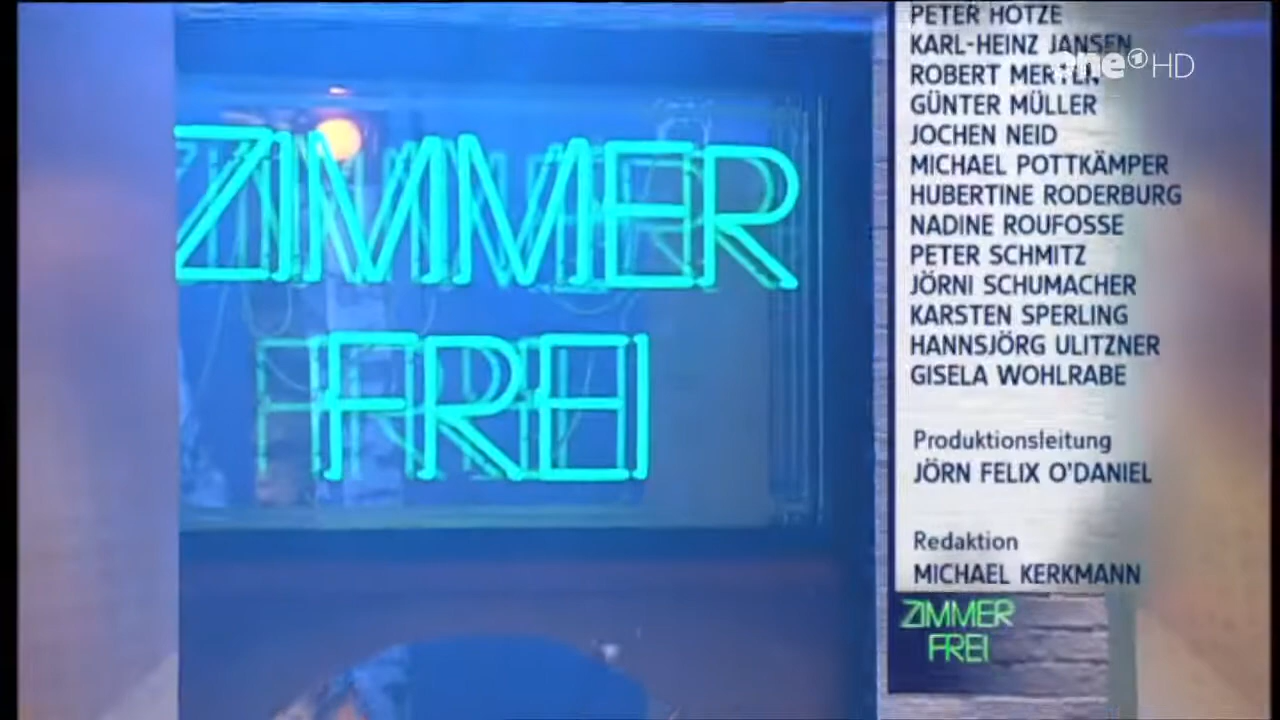 ZIMMER
FREI
PETER HOTZE
KARL-HEINZ JANSEN
ROBERT MERTEN
GÜNTER MÜLLER
JOCHEN NEID
MICHAEL POTTKÄMPER
HUBERTINE RODERBURG
NADINE ROUFOSSE
PETER SCHMITZ
JÖRNI SCHUMACHER
KARSTEN SPERLING
HANNSJÖRG ULITZNER
GISELA WOHLRABE
Produktionsleitung
JÖRN FELIX O'DANIEL
Redaktion
MICHAEL KERKMANN
ZIMMER
FREI
one HD